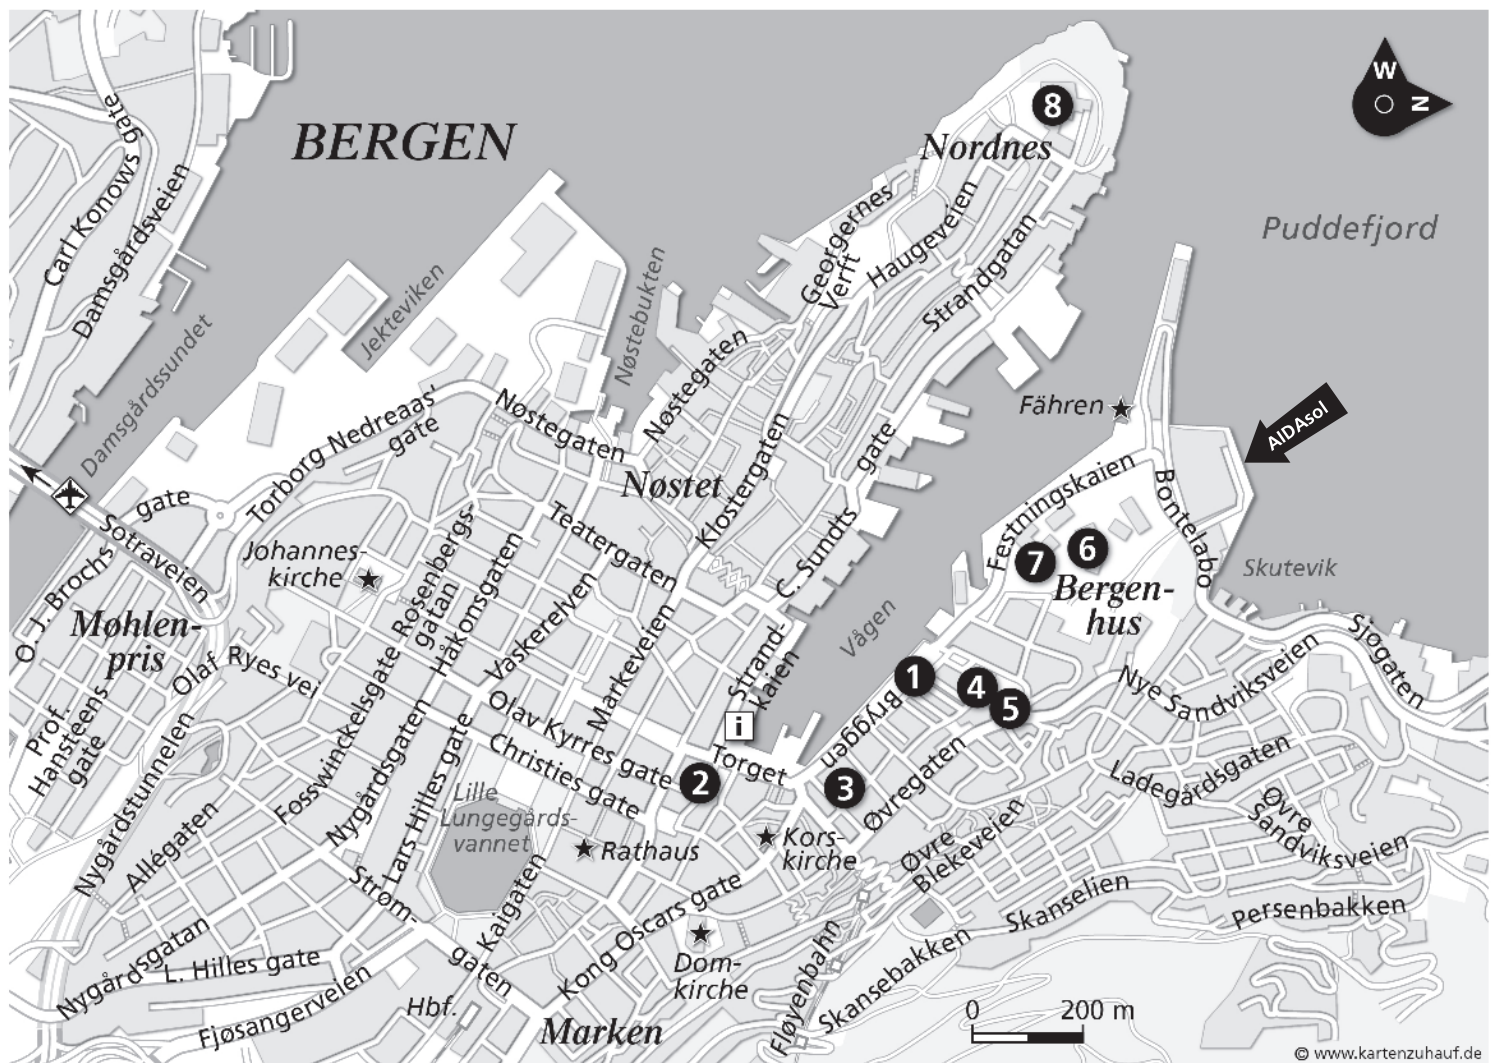 BERGEN
W
N
8
Nordnes
Puddefjord
Carl Konows gate
Damsgårdsveien
Damsgårdssundet
Jekteviken
Nøstebukten
Georgernes
Verft
Haugeveien
Strandgatan
Nøstegaten
Nøstegaten
Torborg Nedreaas'
gate
Fähren
AIDAsol
Nøstet
Klostergaten
C. Sundts gate
Festningskaien
Bontelabo
Skutevik
Sjøgaten
7
6
Bergen-
hus
gate
O. J. Brochs
Sotraveien
Johannes-
kirche
Rosenbergs-
gatan
Teatergaten
Håkonsgaten
Vaskerelven
Markeveien
Strand-
kaien
Vågen
Møhlen-
pris
Olaf Ryes vei
Prof.
Hansteens
gate
Nygårdstunnelen
Fosswinckelsgate
Nygårdsgaten
Lars Hilles gate
Olav Kyrres gate
Christies gate
i
Torget
Bryggen
1
4
5
2
3
Øvregaten
Nye Sandviksveien
Ladegårdsgaten
Øvre
Sandviksveien
Øvre
Blekeveien
Lille
Lungegårds-
vannet
Rathaus
Kors-
kirche
Allégaten
Strøm-
gaten
Kaigaten
Kong Oscars gate
Dom-
kirche
Fløyenbahn
Skansebakken
Skanselien
Persenbakken
Nygårdsgatan
L. Hilles gate
Fjøsangerveien
Hbf.
Marken
0
200 m
© www.kartenzuhauf.de